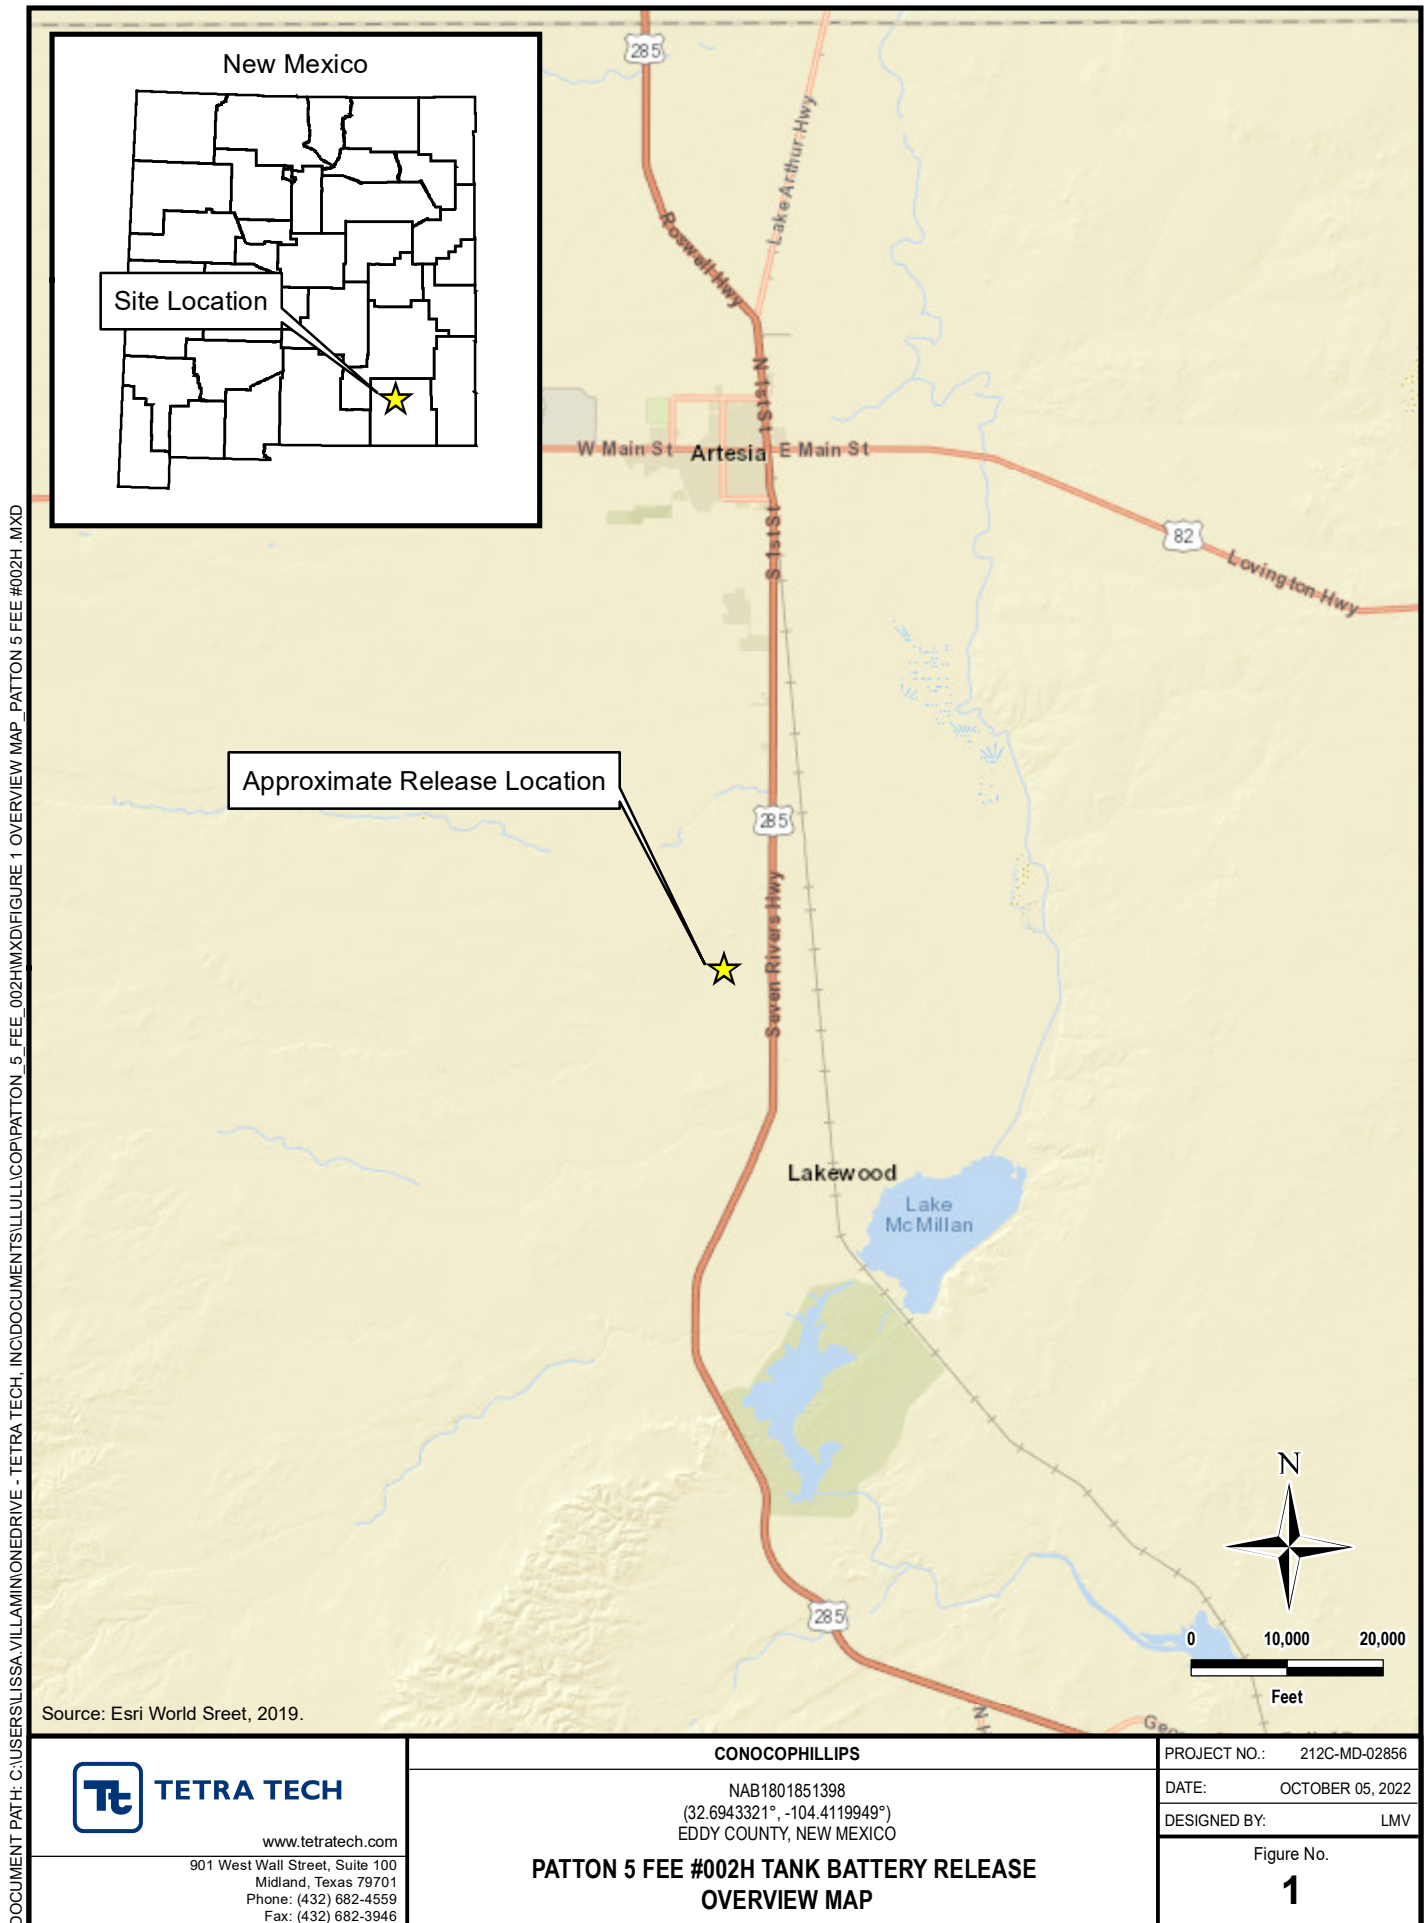 New Mexico
Site Location
285
Lake Arthur Hwy
Roswell Hwy
N 1st St
W Main St
Artesia
E Main St
S 1st St
82
Lovington Hwy
Approximate Release Location
285
Seven Rivers Hwy
Lakewood
Lake
McMillan
N
285
0 10,000 20,000
Feet
Source: Esri World Sreet, 2019.
DOCUMENT PATH: C:\USERS\LISSA.VILLAMIN\ONEDRIVE - TETRA TECH, INC\DOCUMENTS\LLULL\COP\PATTON_5_FEE_002H\MXD\FIGURE 1 OVERVIEW MAP_PATTON 5 FEE #002H .MXD
Tt TETRA TECH
www.tetratech.com
901 West Wall Street, Suite 100
Midland, Texas 79701
Phone: (432) 682-4559
Fax: (432) 682-3946
CONOCOPHILLIPS
NAB1801851398
(32.6943321°, -104.4119949°)
EDDY COUNTY, NEW MEXICO
PATTON 5 FEE #002H TANK BATTERY RELEASE
OVERVIEW MAP
PROJECT NO.: 212C-MD-02856
DATE: OCTOBER 05, 2022
DESIGNED BY: LMV
Figure No.
1